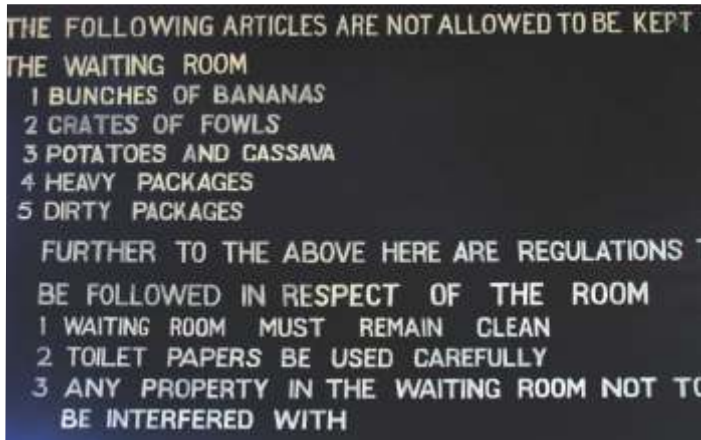 THE FOLLOWING ARTICLES ARE NOT ALLOWED TO BE KEPT
THE WAITING ROOM
1 BUNCHES OF BANANAS
2 CRATES OF FOWLS
3 POTATOES AND CASSAVA
4 HEAVY PACKAGES
5 DIRTY PACKAGES
FURTHER TO THE ABOVE HERE ARE REGULATIONS T
BE FOLLOWED IN RESPECT OF THE ROOM
1 WAITING ROOM MUST REMAIN CLEAN
2 TOILET PAPERS BE USED CAREFULLY
3 ANY PROPERTY IN THE WAITING ROOM NOT TO
BE INTERFERED WITH